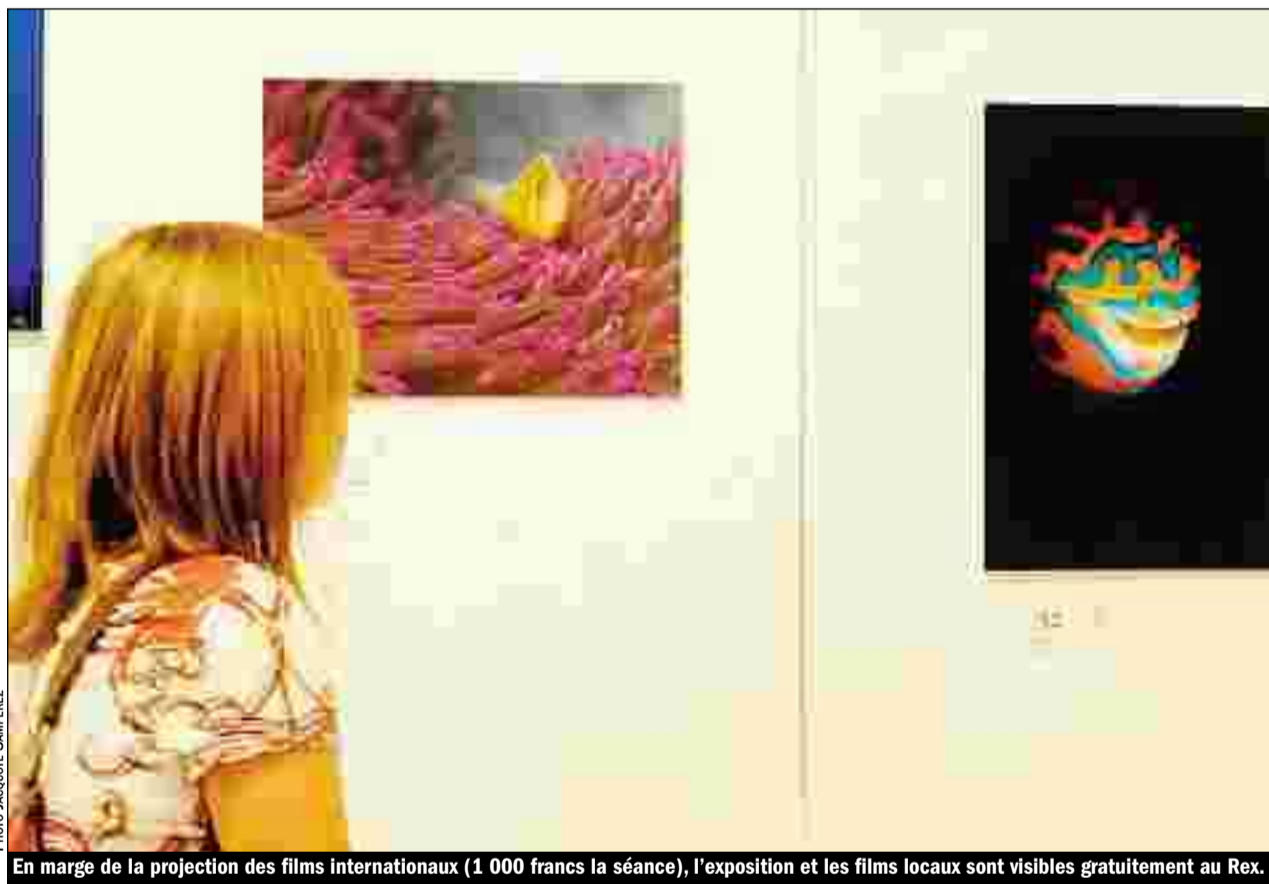 En marge de la projection des films internationaux (1 000 francs la séance), l'exposition et les films locaux sont visibles gratuitement au Rex.